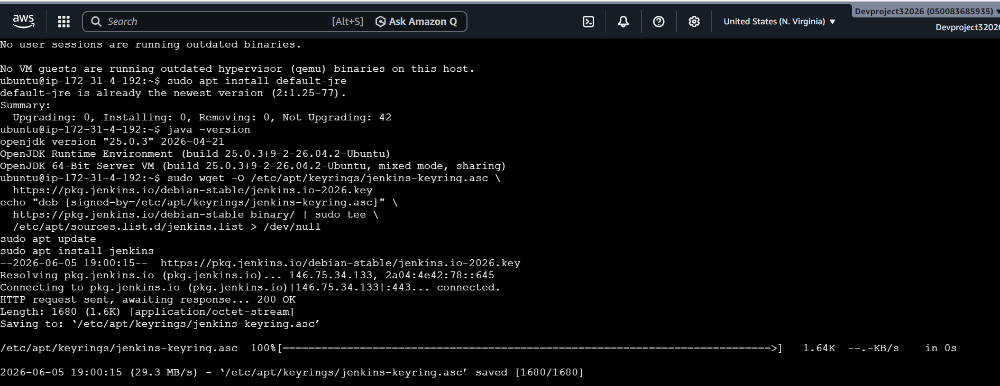 aws
Search [Alt+S] Ask Amazon Q
United States (N. Virginia) ▼
Devproject32026 (050083685935) ▼
Devproject3202
No user sessions are running outdated binaries.
No VM guests are running outdated hypervisor (qemu) binaries on this host.
ubuntu@ip-172-31-4-192:~$ sudo apt install default-jre
default-jre is already the newest version (2:1.25-77).
Summary:
  Upgrading: 0, Installing: 0, Removing: 0, Not Upgrading: 42
ubuntu@ip-172-31-4-192:~$ java -version
openjdk version "25.0.3" 2026-04-21
OpenJDK Runtime Environment (build 25.0.3+9-2-26.04.2-Ubuntu)
OpenJDK 64-Bit Server VM (build 25.0.3+9-2-26.04.2-Ubuntu, mixed mode, sharing)
ubuntu@ip-172-31-4-192:~$ sudo wget -O /etc/apt/keyrings/jenkins-keyring.asc \
  https://pkg.jenkins.io/debian-stable/jenkins.io-2026.key
echo "deb [signed-by=/etc/apt/keyrings/jenkins-keyring.asc]" \
  https://pkg.jenkins.io/debian-stable binary/ | sudo tee \
  /etc/apt/sources.list.d/jenkins.list > /dev/null
sudo apt update
sudo apt install jenkins
--2026-06-05 19:00:15--  https://pkg.jenkins.io/debian-stable/jenkins.io-2026.key
Resolving pkg.jenkins.io (pkg.jenkins.io)... 146.75.34.133, 2a04:4e42:78::645
Connecting to pkg.jenkins.io (pkg.jenkins.io)|146.75.34.133|:443... connected.
HTTP request sent, awaiting response... 200 OK
Length: 1680 (1.6K) [application/octet-stream]
Saving to: ‘/etc/apt/keyrings/jenkins-keyring.asc’
/etc/apt/keyrings/jenkins-keyring.asc  100%[============================================================================>]   1.64K  --.-KB/s    in 0s
2026-06-05 19:00:15 (29.3 MB/s) - ‘/etc/apt/keyrings/jenkins-keyring.asc’ saved [1680/1680]